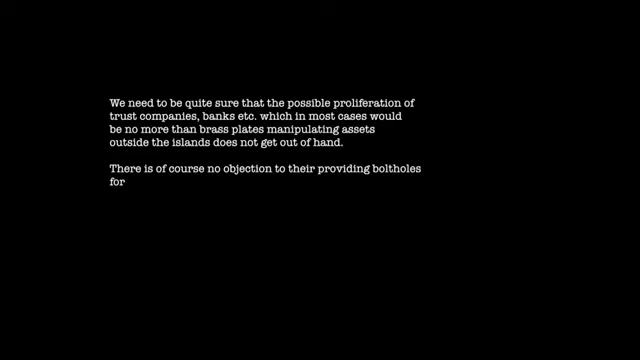 We need to be quite sure that the possible proliferation of
trust companies, banks etc. which in most cases would
be no more than brass plates manipulating assets
outside the islands does not get out of hand.
There is of course no objection to their providing boltholes
for